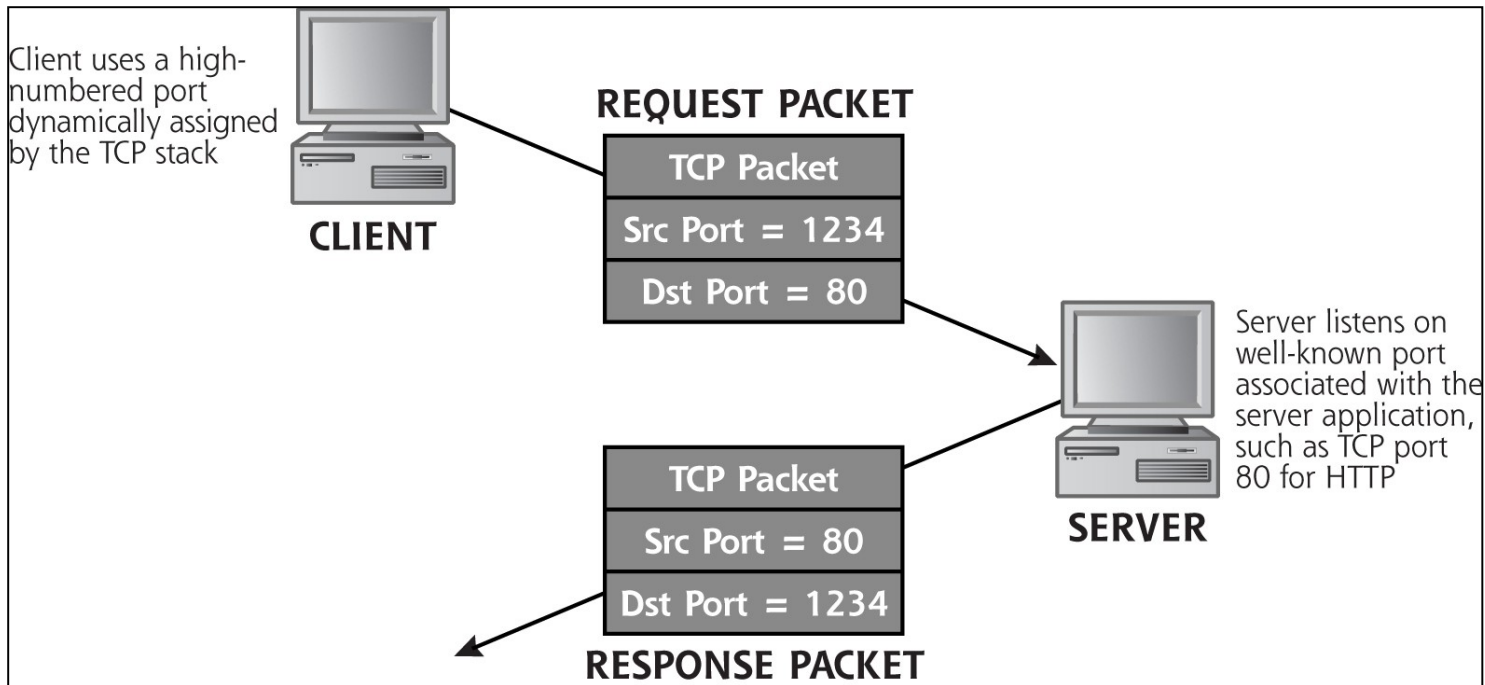 Client uses a high-
numbered port
dynamically assigned
by the TCP stack
CLIENT
REQUEST PACKET
TCP Packet
Src Port = 1234
Dst Port = 80
Server listens on
well-known port
associated with the
server application,
such as TCP port
80 for HTTP
SERVER
TCP Packet
Src Port = 80
Dst Port = 1234
RESPONSE PACKET